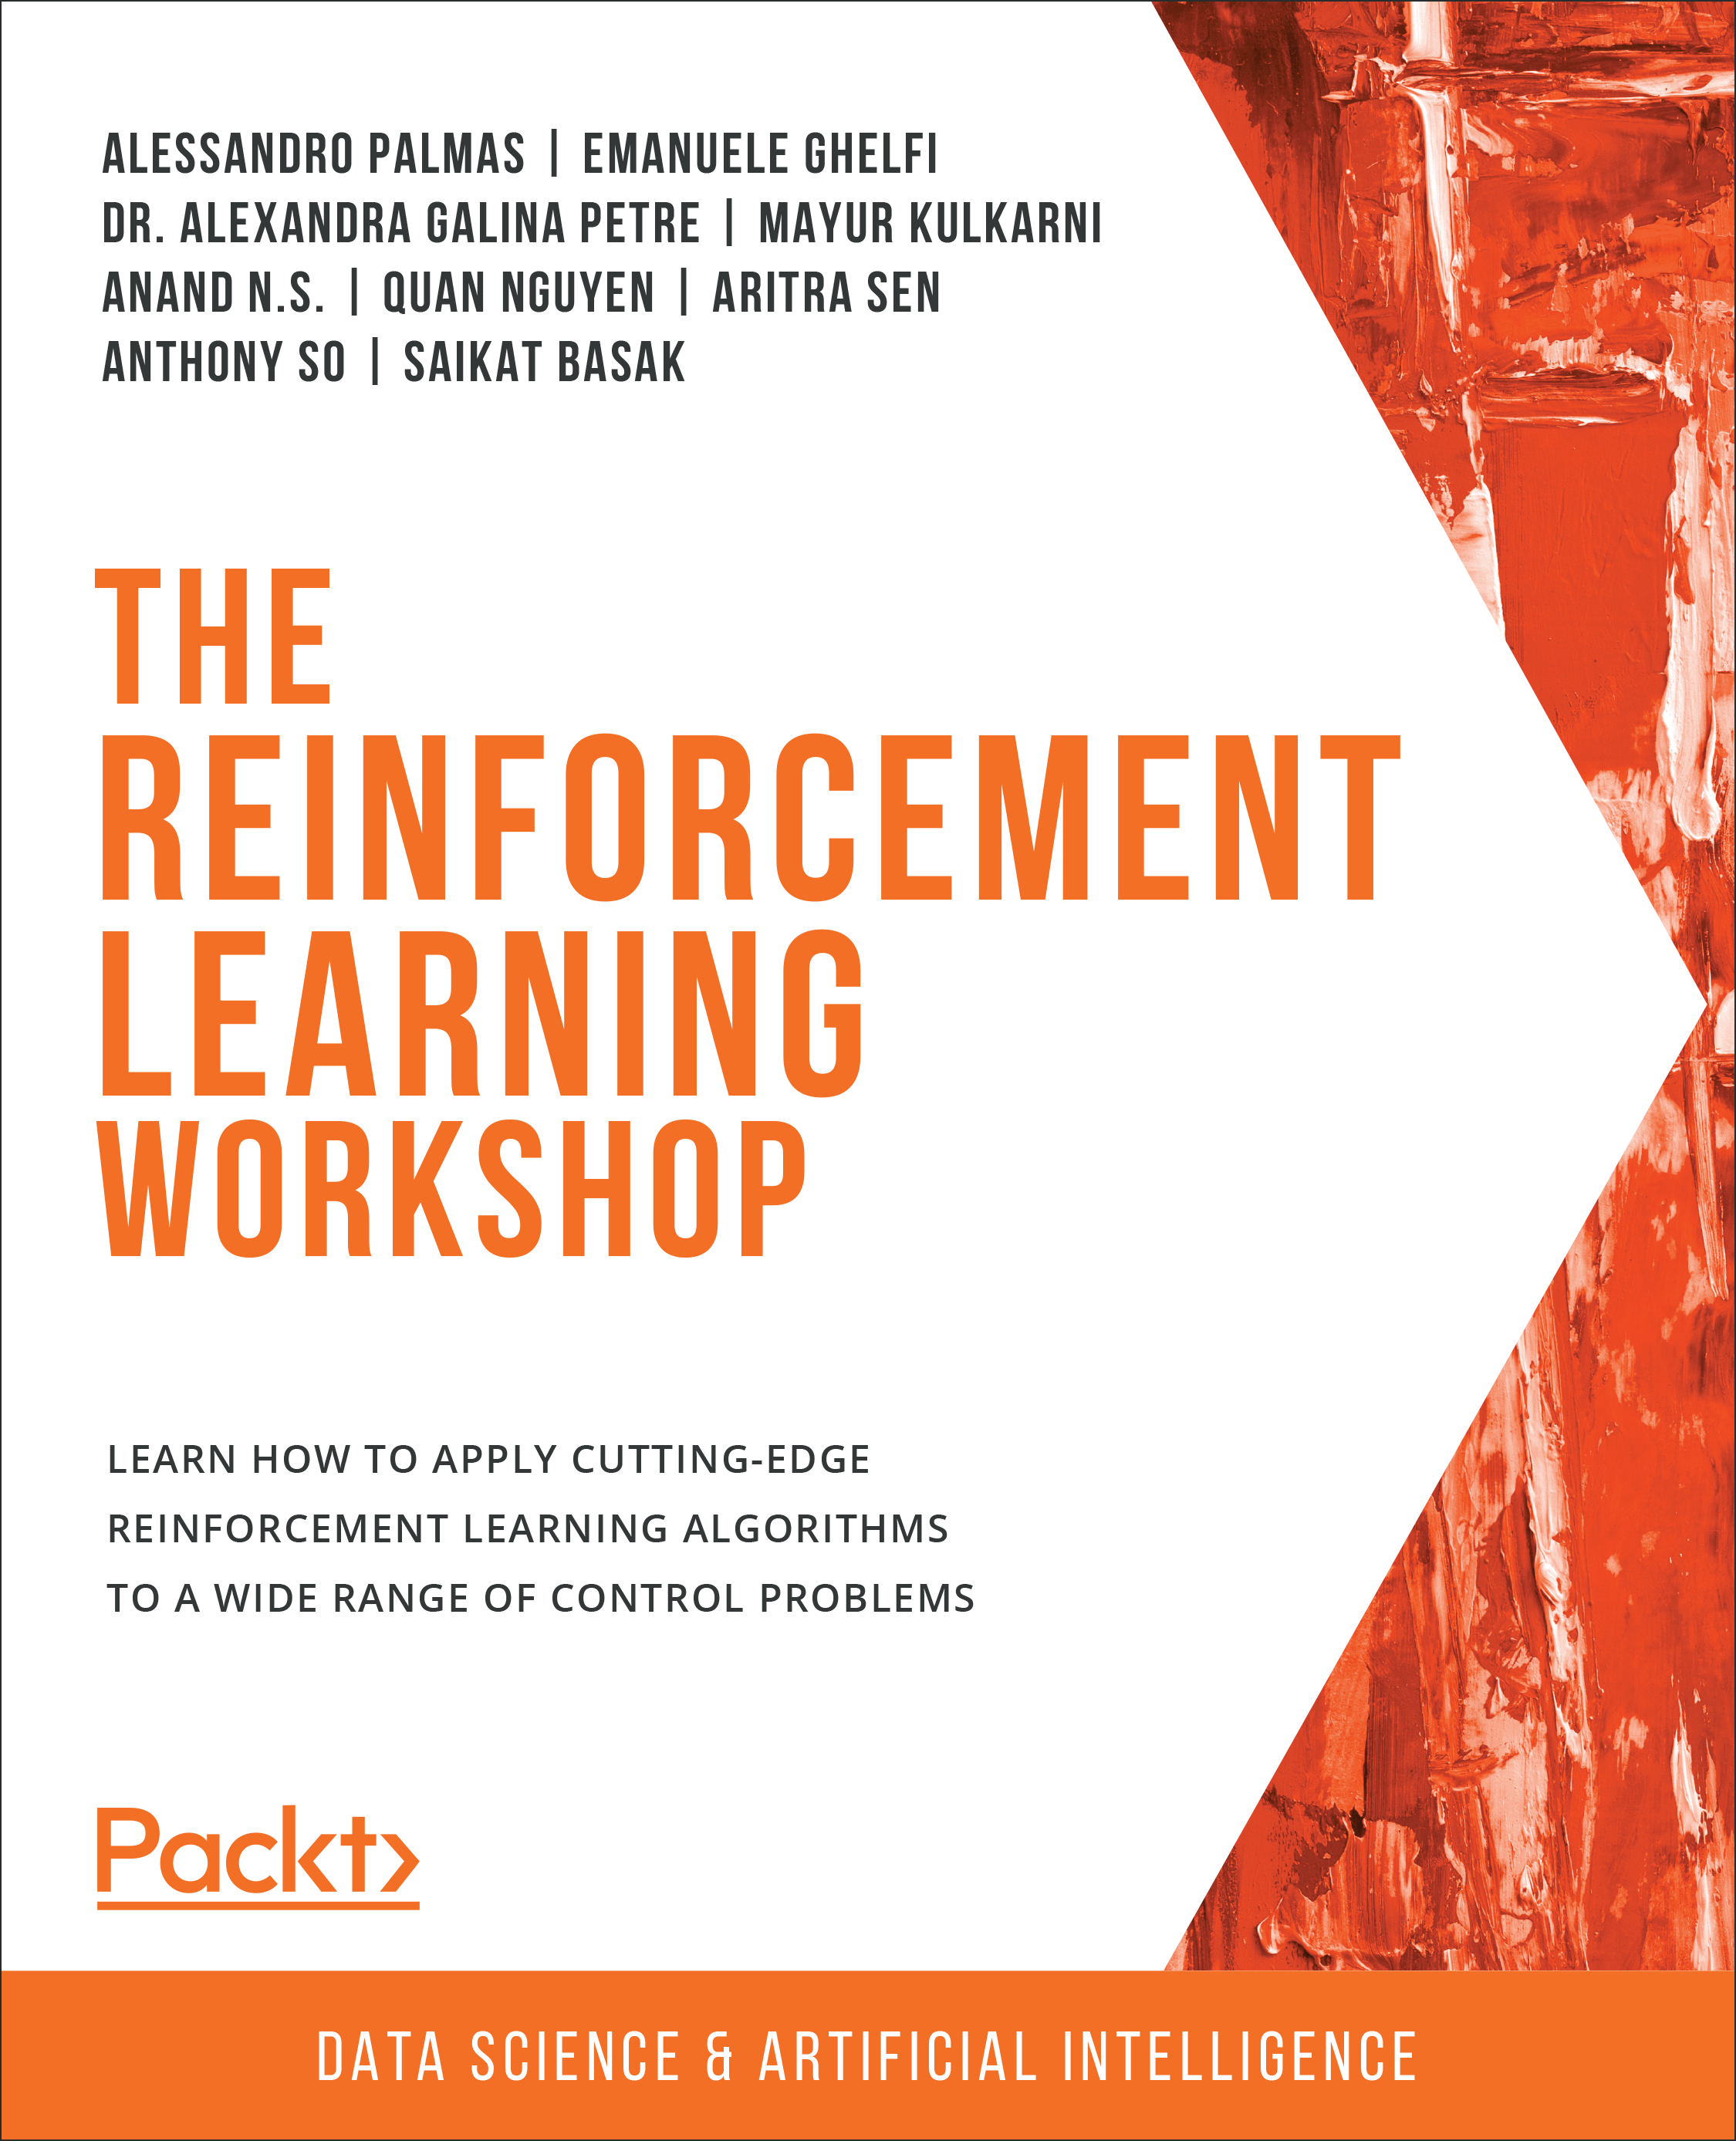 ALESSANDRO PALMAS | EMANUELE GHELFI
DR. ALEXANDRA GALINA PETRE | MAYUR KULKARNI
ANAND N.S. | QUAN NGUYEN | ARITRA SEN
ANTHONY SO | SAIKAT BASAK
THE
REINFORCEMENT
LEARNING
WORKSHOP
LEARN HOW TO APPLY CUTTING-EDGE
REINFORCEMENT LEARNING ALGORITHMS
TO A WIDE RANGE OF CONTROL PROBLEMS
Packt>
DATA SCIENCE & ARTIFICIAL INTELLIGENCE